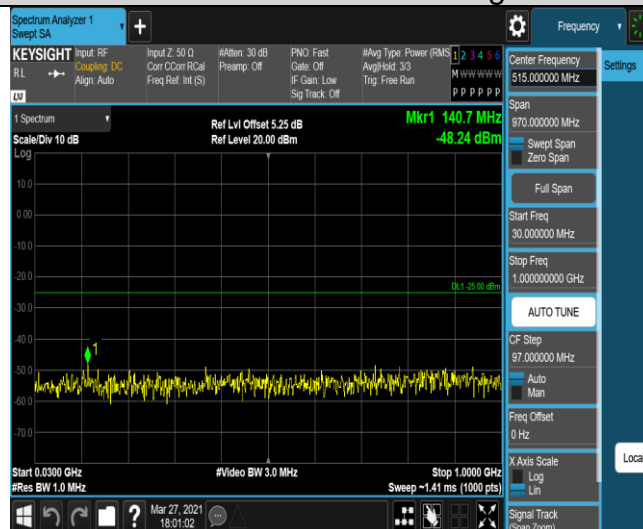 Spectrum Analyzer 1
Swept SA
+
Frequency
KEYSIGHT
RL
LXI
Input: RF
Coupling: DC
Align: Auto
Input Z: 50 Ω
Corr CCorr RCal
Freq Ref: Int (S)
#Atten: 30 dB
Preamp: Off
PNO: Fast
Gate: Off
IF Gain: Low
Sig Track: Off
#Avg Type: Power (RMS
Avg|Hold: 3/3
Trig: Free Run
1 2 3 4 5 6
M W W W W W
P P P P P P
1 Spectrum
Scale/Div 10 dB
Log
Ref Lvl Offset 5.25 dB
Ref Level 20.00 dBm
Mkr1 140.7 MHz
-48.24 dBm
10.0
0.00
-10.0
-20.0
DL1 -25.00 dBm
-30.0
-40.0
1
-50.0
-60.0
-70.0
Start 0.0300 GHz
#Res BW 1.0 MHz
#Video BW 3.0 MHz
Stop 1.0000 GHz
Sweep ~1.41 ms (1000 pts)
Mar 27, 2021
18:01:02
?
Center Frequency
515.000000 MHz
Settings
Span
970.000000 MHz
Swept Span
Zero Span
Full Span
Start Freq
30.000000 MHz
Stop Freq
1.000000000 GHz
AUTO TUNE
CF Step
97.000000 MHz
Auto
Man
Freq Offset
0 Hz
X Axis Scale
Log
Lin
Local
Signal Track
(Span Zoom)